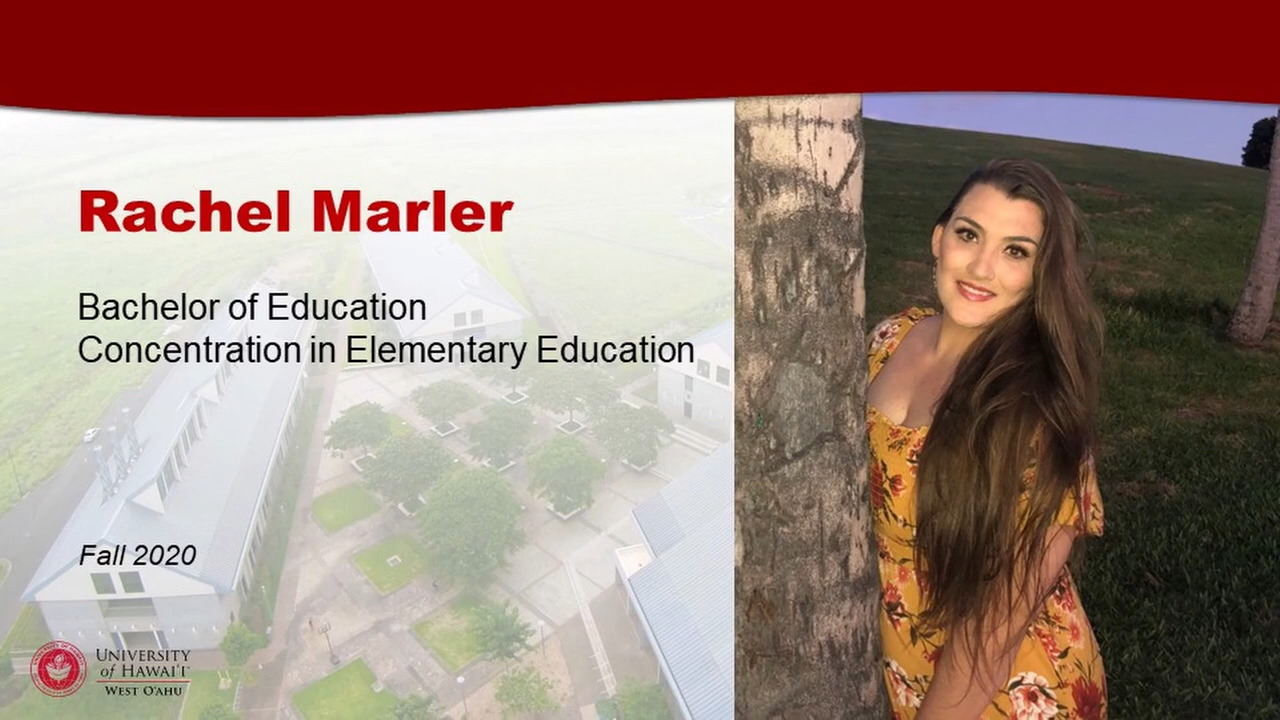 Rachel Marler
Bachelor of Education
Concentration in Elementary Education
Fall 2020
UNIVERSITY
of HAWAI‘I
WEST O‘AHU